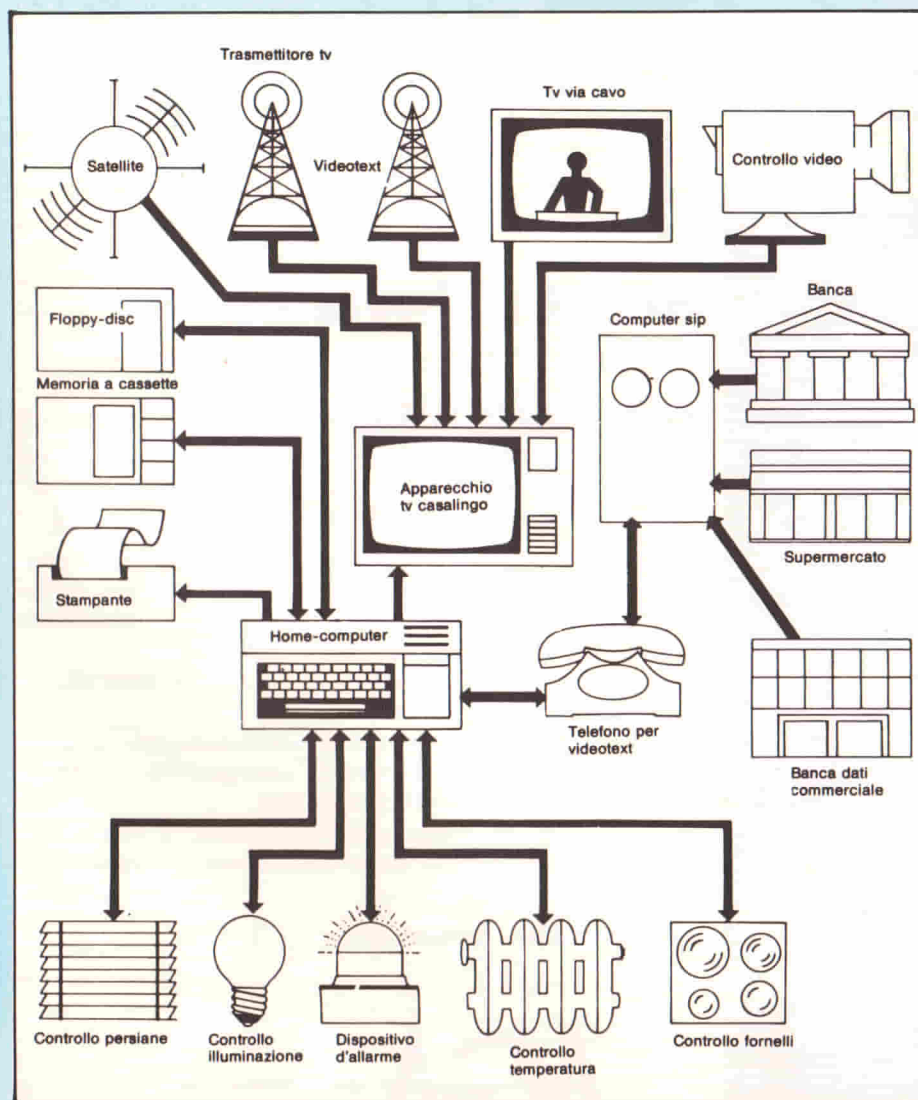 Trasmettitore tv
Tv via cavo
Satellite
Videotext
Controllo video
Banca
Floppy-disc
Computer sip
Memoria a cassette
Apparecchio
tv casalingo
Supermercato
Stampante
Home-computer
Telefono per
videotext
Banca dati
commerciale
Controllo persiane
Controllo
illuminazione
Dispositivo
d'allarme
Controllo
temperatura
Controllo fornelli